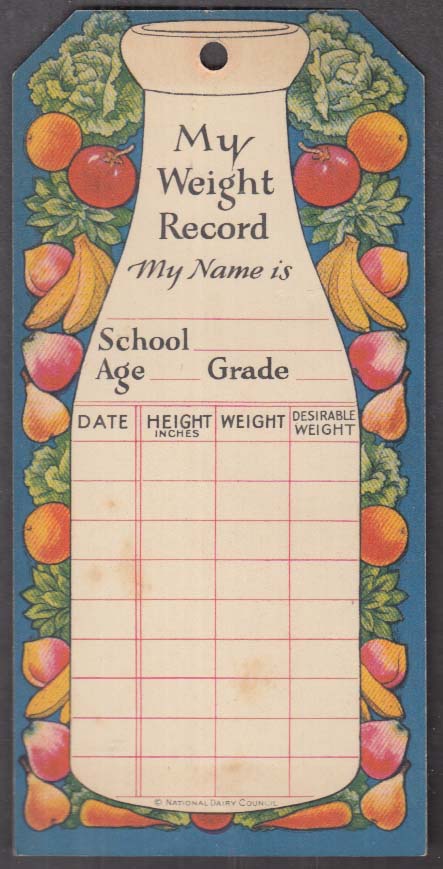 My
Weight
Record
My Name is
School
Age Grade
DATE HEIGHT INCHES WEIGHT DESIRABLE WEIGHT
© NATIONAL DAIRY COUNCIL